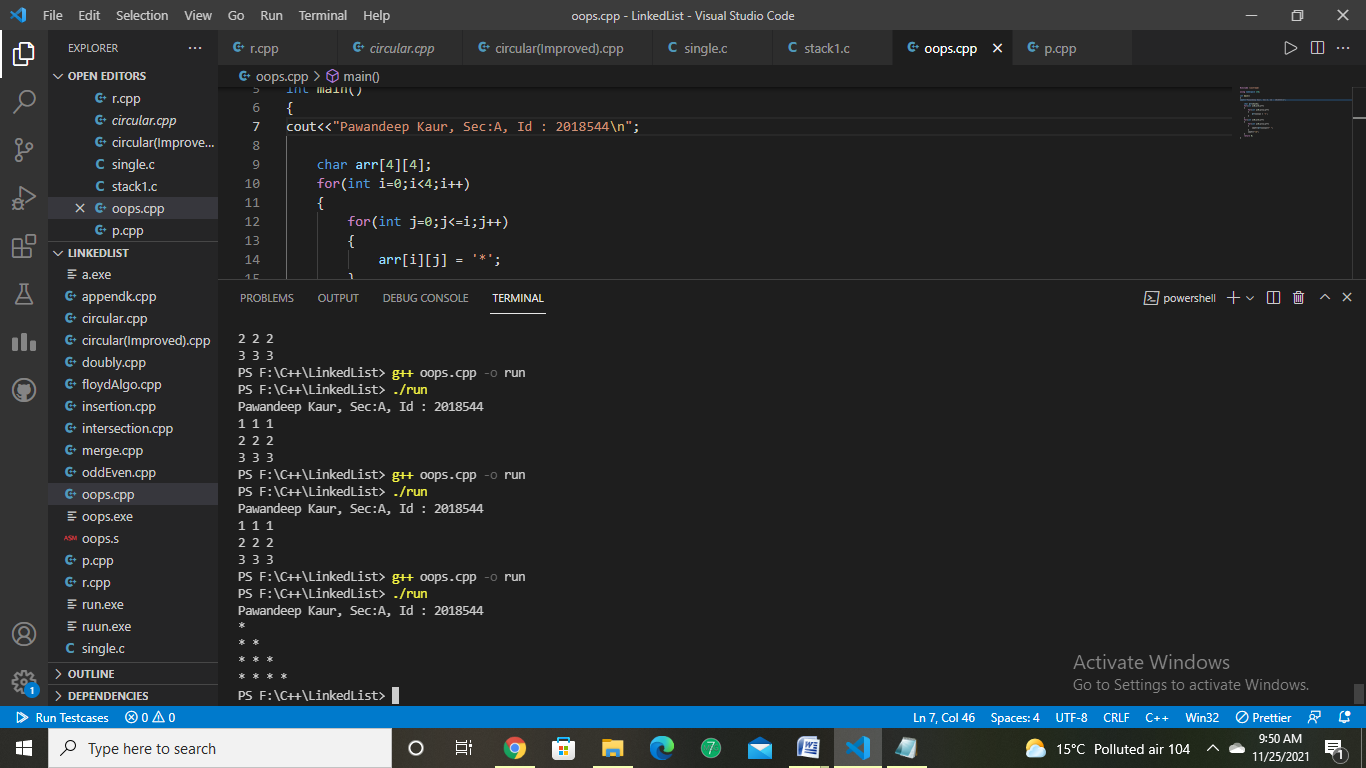 File Edit Selection View Go Run Terminal Help
oops.cpp - LinkedList - Visual Studio Code
EXPLORER
OPEN EDITORS
r.cpp
circular.cpp
circular(Improve...
single.c
stack1.c
oops.cpp
p.cpp
LINKEDLIST
a.exe
appendk.cpp
circular.cpp
circular(Improved).cpp
doubly.cpp
floydAlgo.cpp
insertion.cpp
intersection.cpp
merge.cpp
oddEven.cpp
oops.cpp
oops.exe
ASM oops.s
p.cpp
r.cpp
run.exe
ruun.exe
single.c
OUTLINE
DEPENDENCIES
r.cpp circular.cpp circular(Improved).cpp single.c stack1.c oops.cpp p.cpp
oops.cpp > main()
5 int main()
6 {
7 cout<<"Pawandeep Kaur, Sec:A, Id : 2018544\n";
8
9 char arr[4][4];
10 for(int i=0;i<4;i++)
11 {
12 for(int j=0;j<=i;j++)
13 {
14 arr[i][j] = '*';
15 }
PROBLEMS OUTPUT DEBUG CONSOLE TERMINAL
powershell
2 2 2
3 3 3
PS F:\C++\LinkedList> g++ oops.cpp -o run
PS F:\C++\LinkedList> ./run
Pawandeep Kaur, Sec:A, Id : 2018544
1 1 1
2 2 2
3 3 3
PS F:\C++\LinkedList> g++ oops.cpp -o run
PS F:\C++\LinkedList> ./run
Pawandeep Kaur, Sec:A, Id : 2018544
1 1 1
2 2 2
3 3 3
PS F:\C++\LinkedList> g++ oops.cpp -o run
PS F:\C++\LinkedList> ./run
Pawandeep Kaur, Sec:A, Id : 2018544
*
* *
* * *
* * * *
PS F:\C++\LinkedList>
Activate Windows
Go to Settings to activate Windows.
1
Run Testcases 0 0
Ln 7, Col 46 Spaces: 4 UTF-8 CRLF C++ Win32 Prettier
Type here to search
7
15°C Polluted air 104
9:50 AM
11/25/2021
1